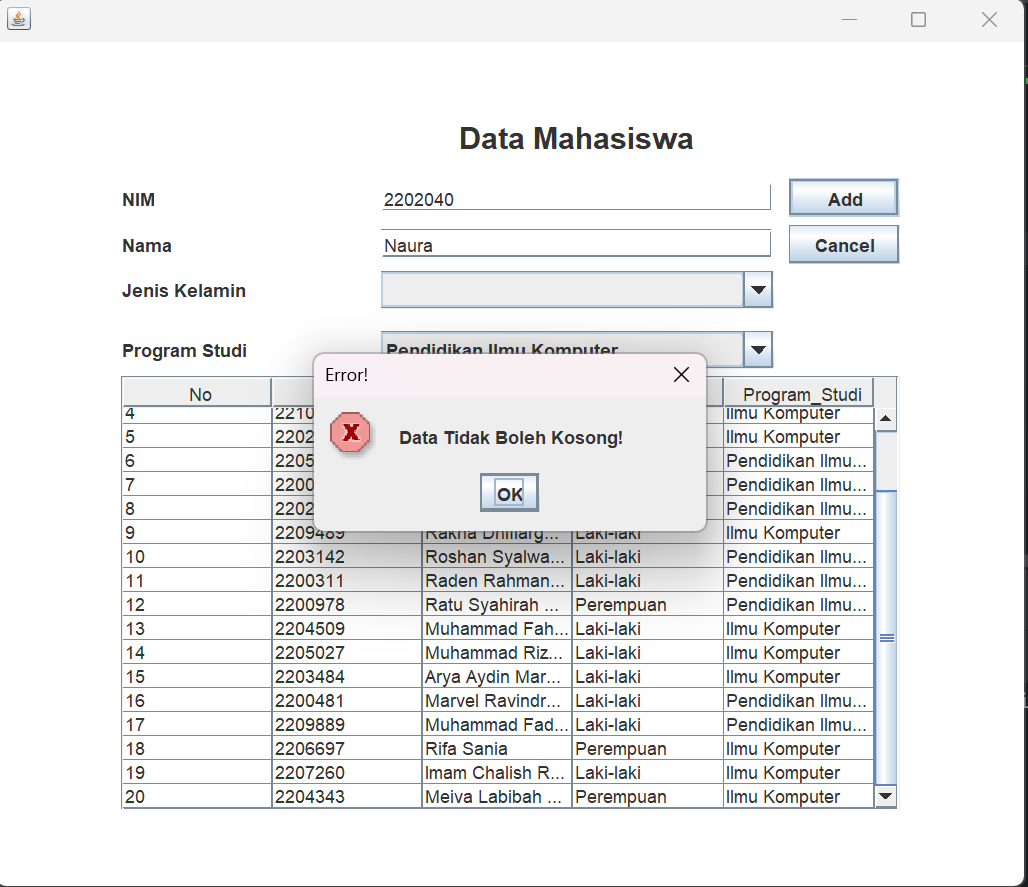 Data Mahasiswa
NIM 2202040 Add
Nama Naura Cancel
Jenis Kelamin
Program Studi Pendidikan Ilmu Komputer
Error!
Data Tidak Boleh Kosong!
OK
No Program_Studi
4 2210 Ilmu Komputer
5 2202 Ilmu Komputer
6 2205 Pendidikan Ilmu...
7 2200 Pendidikan Ilmu...
8 2202 Pendidikan Ilmu...
9 2209489 Rakha Dhifiarg... Laki-laki Ilmu Komputer
10 2203142 Roshan Syalwa... Laki-laki Pendidikan Ilmu...
11 2200311 Raden Rahman... Laki-laki Pendidikan Ilmu...
12 2200978 Ratu Syahirah ... Perempuan Pendidikan Ilmu...
13 2204509 Muhammad Fah... Laki-laki Ilmu Komputer
14 2205027 Muhammad Riz... Laki-laki Ilmu Komputer
15 2203484 Arya Aydin Mar... Laki-laki Ilmu Komputer
16 2200481 Marvel Ravindr... Laki-laki Pendidikan Ilmu...
17 2209889 Muhammad Fad... Laki-laki Pendidikan Ilmu...
18 2206697 Rifa Sania Perempuan Ilmu Komputer
19 2207260 Imam Chalish R... Laki-laki Ilmu Komputer
20 2204343 Meiva Labibah ... Perempuan Ilmu Komputer